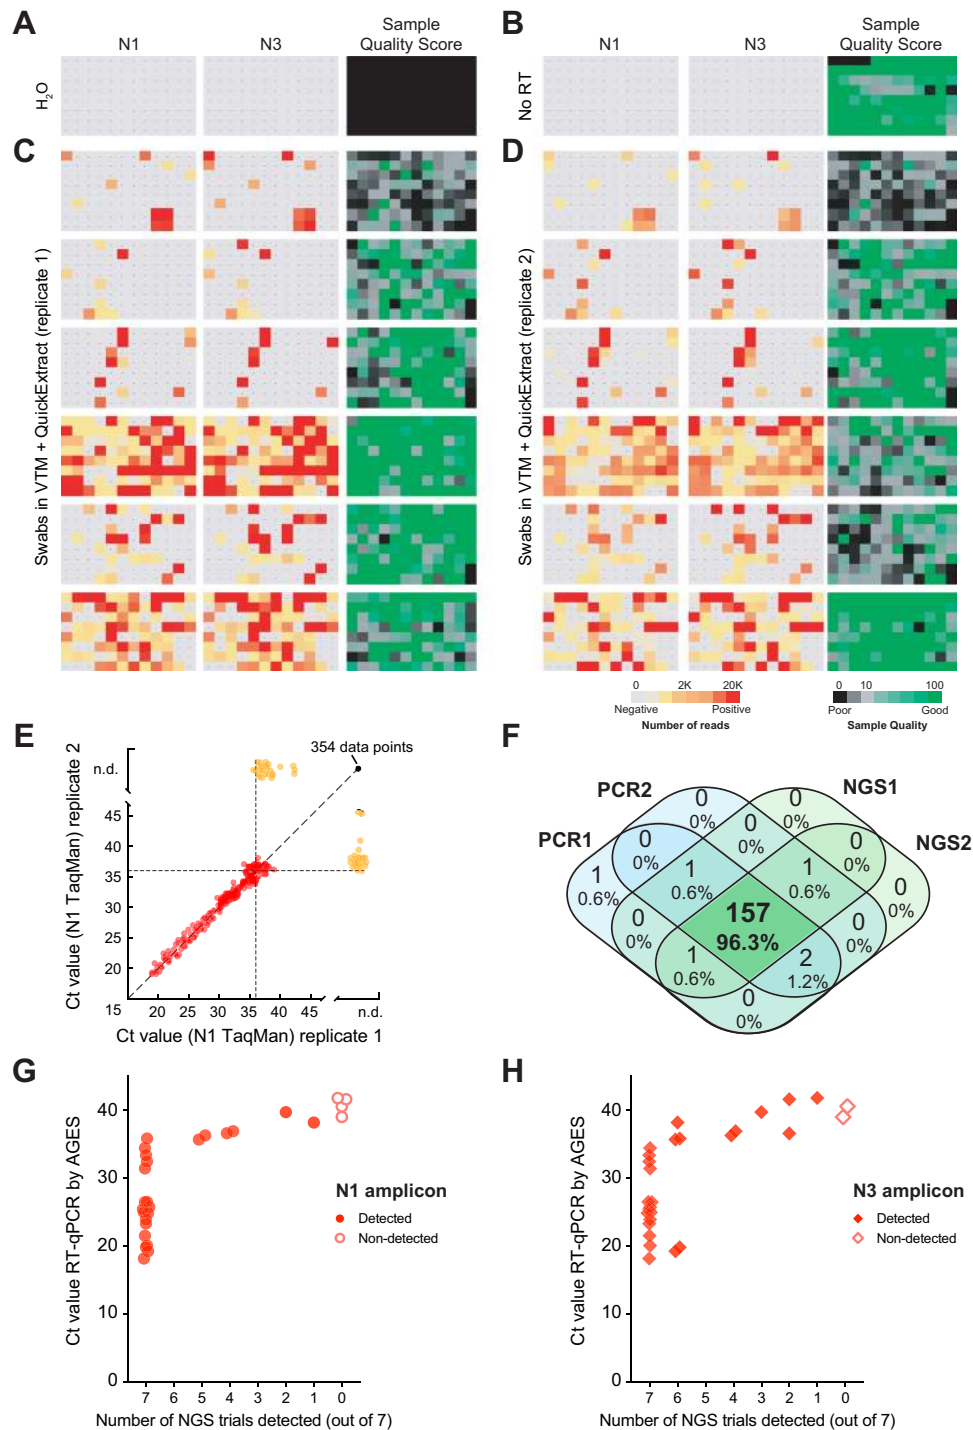 A
B
N1
N3
Sample
Quality Score
N1
N3
Sample
Quality Score
H₂O
No RT
C
D
Swabs in VTM + QuickExtract (replicate 1)
Swabs in VTM + QuickExtract (replicate 2)
0 2K 20K
Negative Positive
Number of reads
0 10 100
Poor Good
Sample Quality
E
354 data points
n.d.
45
40
35
30
25
20
15
20 25 30 35 40 45
n.d.
Ct value (N1 TaqMan) replicate 2
Ct value (N1 TaqMan) replicate 1
F
PCR2
NGS1
PCR1
NGS2
0
0%
0
0%
0
0%
0
0%
0
0%
1
0.6%
1
0.6%
1
0.6%
0
0%
157
96.3%
0
0%
0
0%
1
0.6%
2
1.2%
0
0%
G
Ct value RT-qPCR by AGES
40
30
20
10
0
7 6 5 4 3 2 1 0
Number of NGS trials detected (out of 7)
N1 amplicon
Detected
Non-detected
H
Ct value RT-qPCR by AGES
40
30
20
10
0
7 6 5 4 3 2 1 0
Number of NGS trials detected (out of 7)
N3 amplicon
Detected
Non-detected